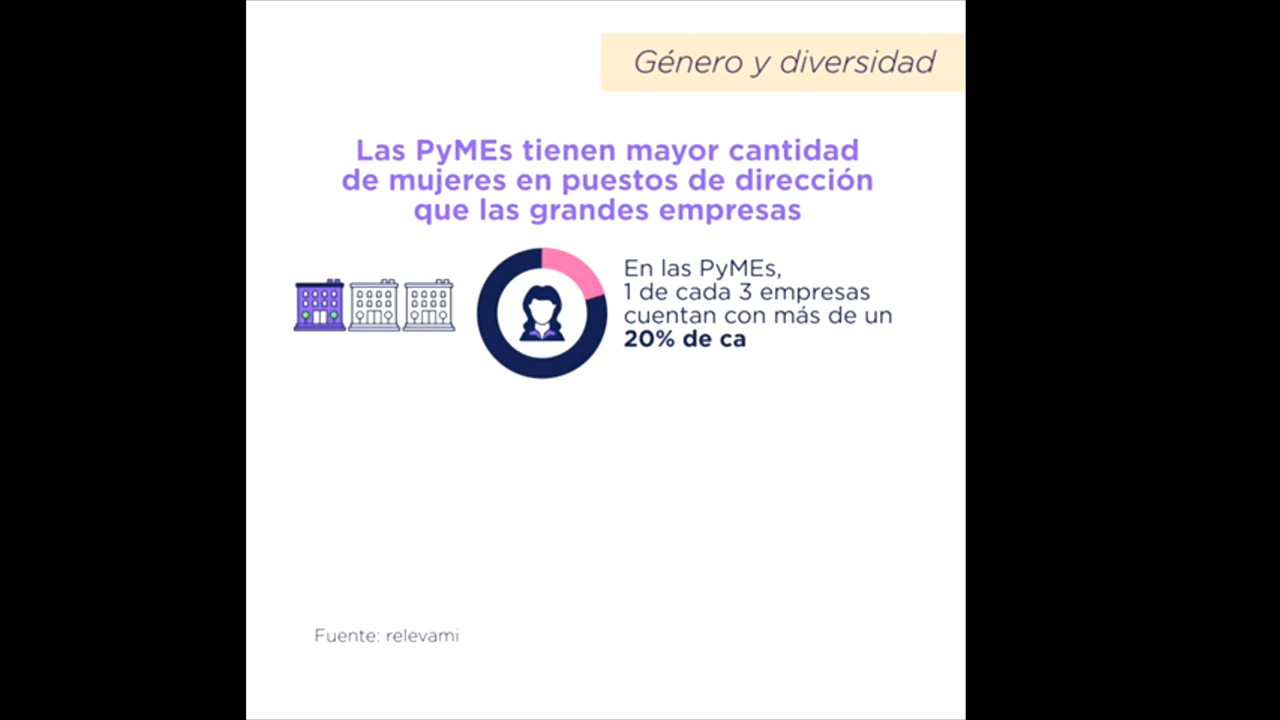 Género y diversidad
Las PyMEs tienen mayor cantidad
de mujeres en puestos de dirección
que las grandes empresas
En las PyMEs,
1 de cada 3 empresas
cuentan con más de un
20% de ca
Fuente: relevami